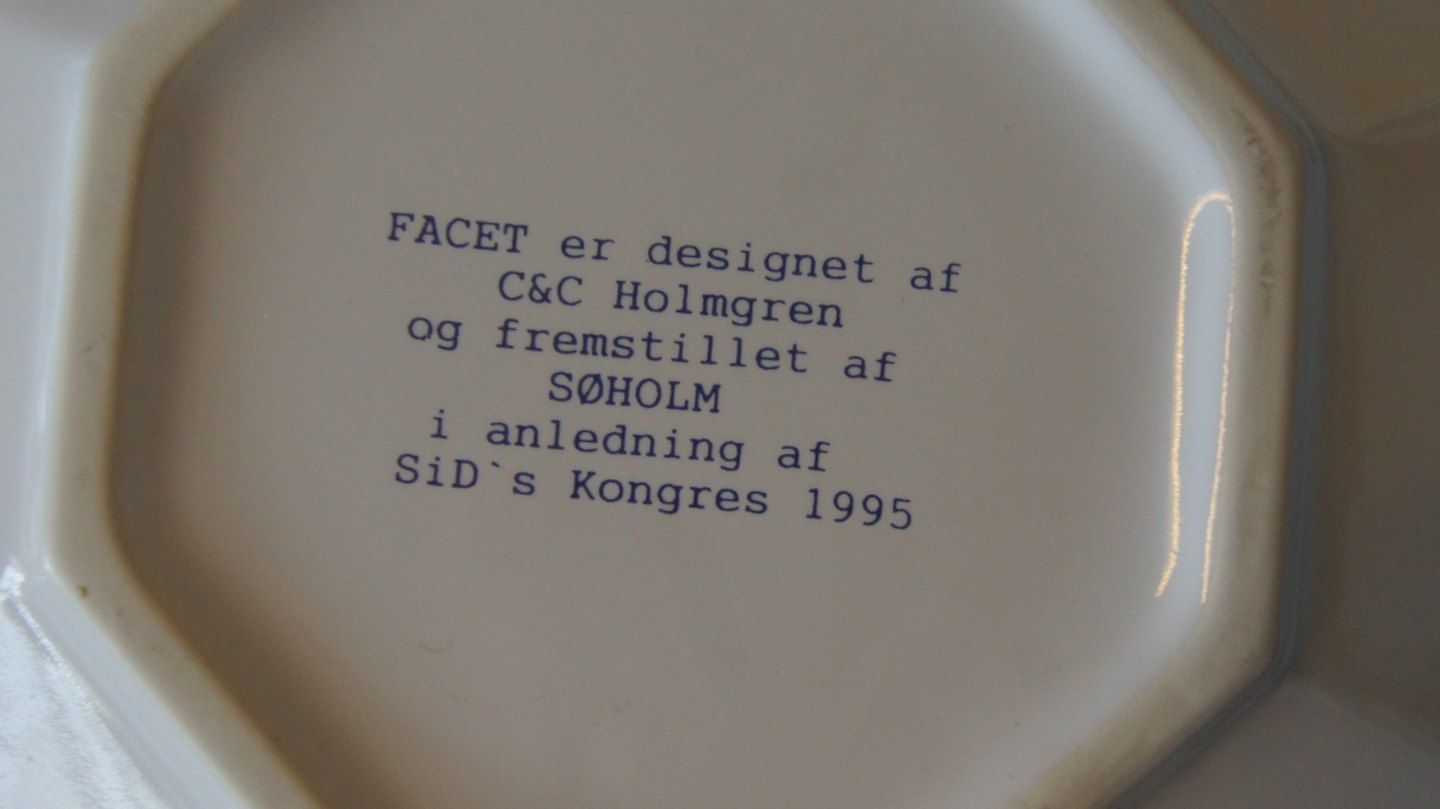 FACET er designet af
C&C Holmgren
og fremstillet af
SØHOLM
i anledning af
SiD`s Kongres 1995